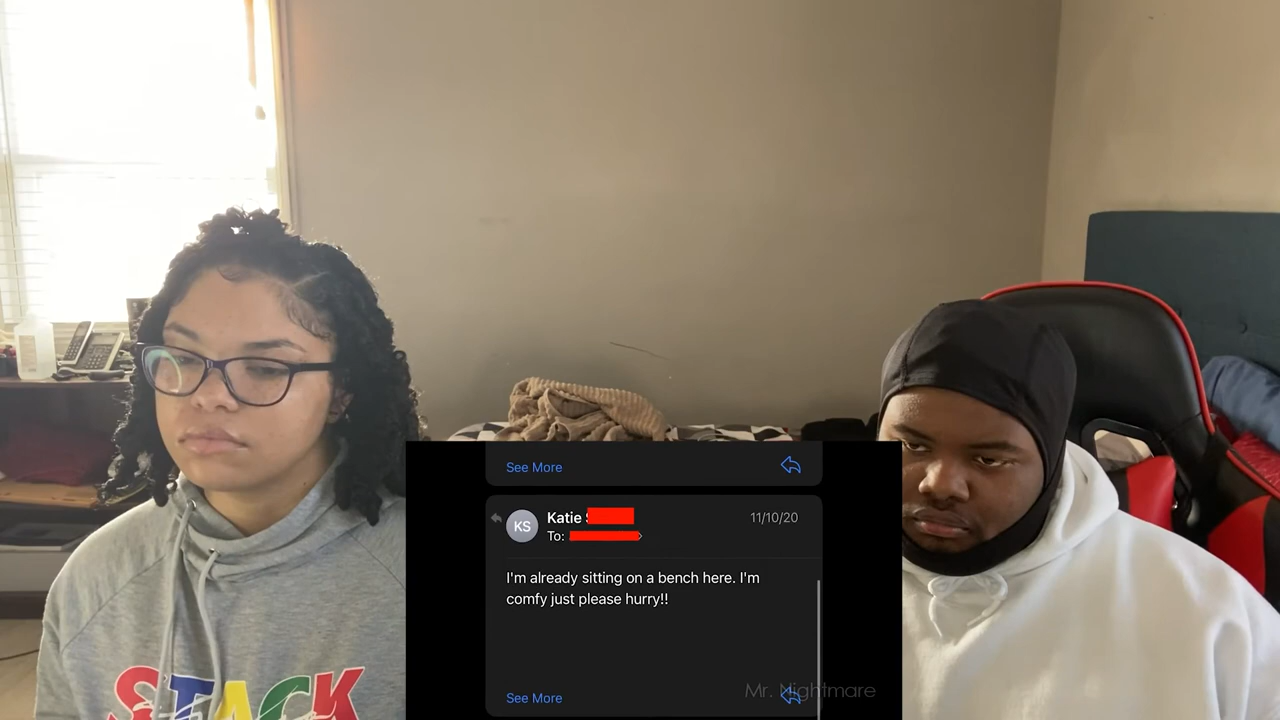 See More
KS
Katie
11/10/20
To:
I'm already sitting on a bench here. I'm
comfy just please hurry!!
See More
Mr. Nightmare
STACK